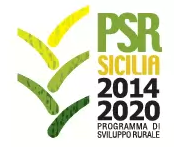 PSR
SICILIA
2014
2020
PROGRAMMA DI
SVILUPPO RURALE